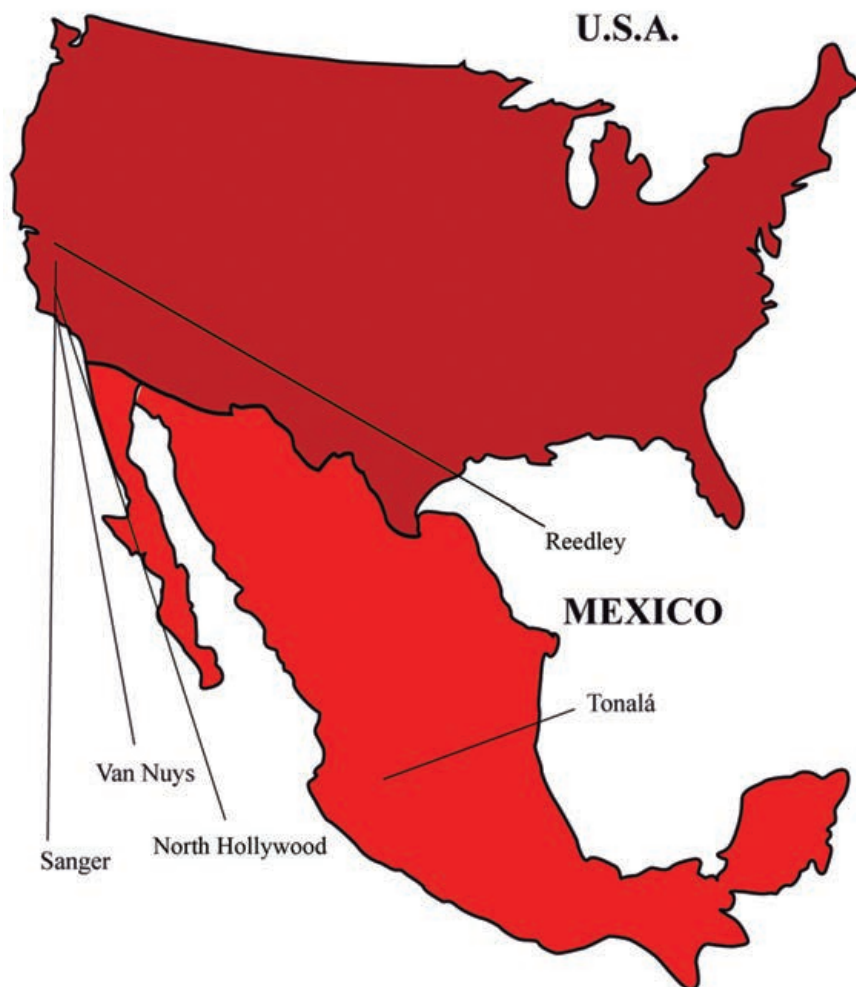 U.S.A.
Reedley
MEXICO
Tonalá
Van Nuys
North Hollywood
Sanger